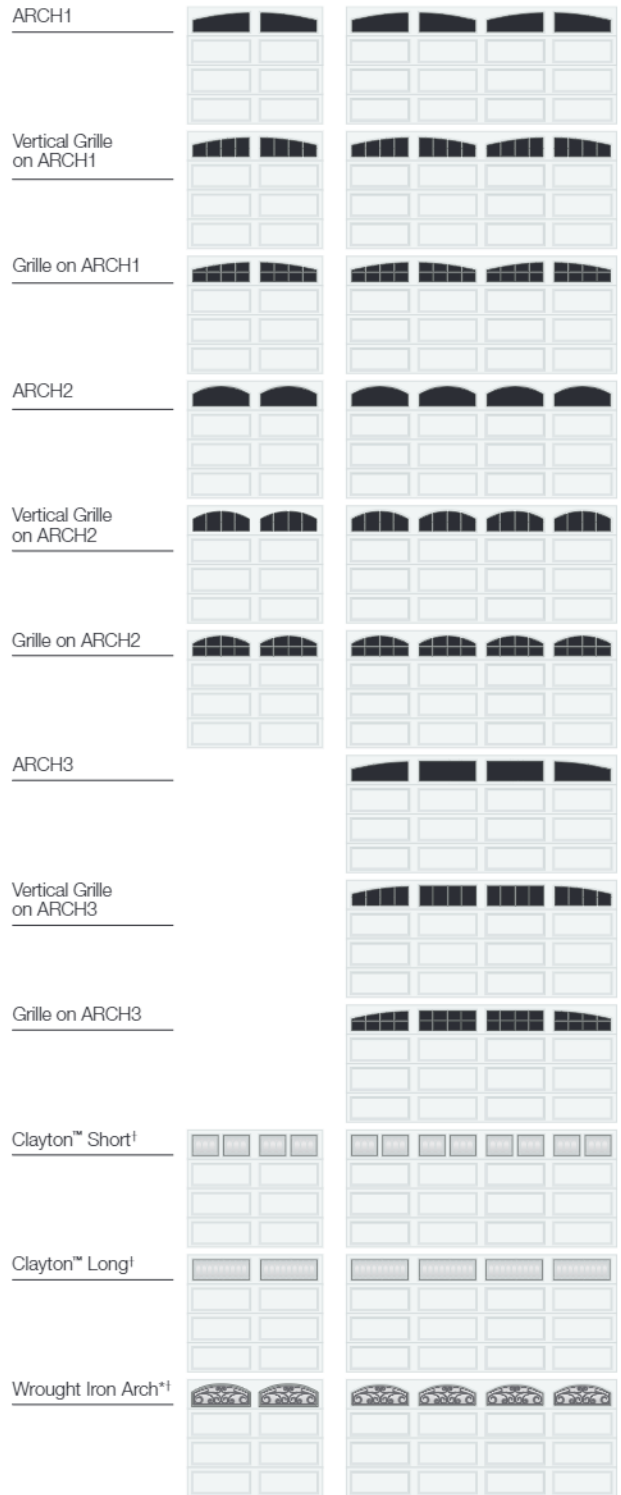 ARCH1
Vertical Grille
on ARCH1
Grille on ARCH1
ARCH2
Vertical Grille
on ARCH2
Grille on ARCH2
ARCH3
Vertical Grille
on ARCH3
Grille on ARCH3
Clayton™ Short†
Clayton™ Long†
Wrought Iron Arch*†